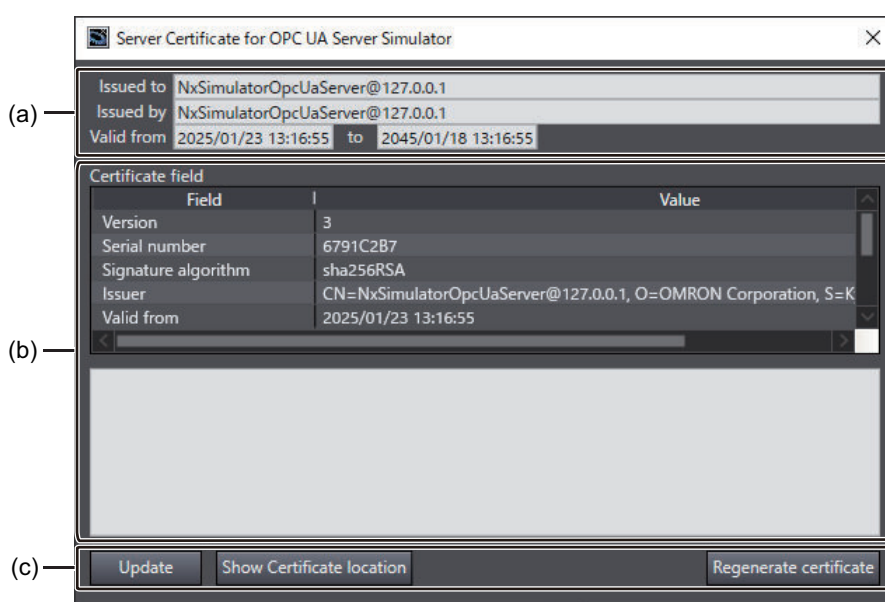 Server Certificate for OPC UA Server Simulator
(a)
Issued to NxSimulatorOpcUaServer@127.0.0.1
Issued by NxSimulatorOpcUaServer@127.0.0.1
Valid from 2025/01/23 13:16:55 to 2045/01/18 13:16:55
(b)
Certificate field
Field Value
Version 3
Serial number 6791C2B7
Signature algorithm sha256RSA
Issuer CN=NxSimulatorOpcUaServer@127.0.0.1, O=OMRON Corporation, S=K
Valid from 2025/01/23 13:16:55
(c)
Update Show Certificate location Regenerate certificate